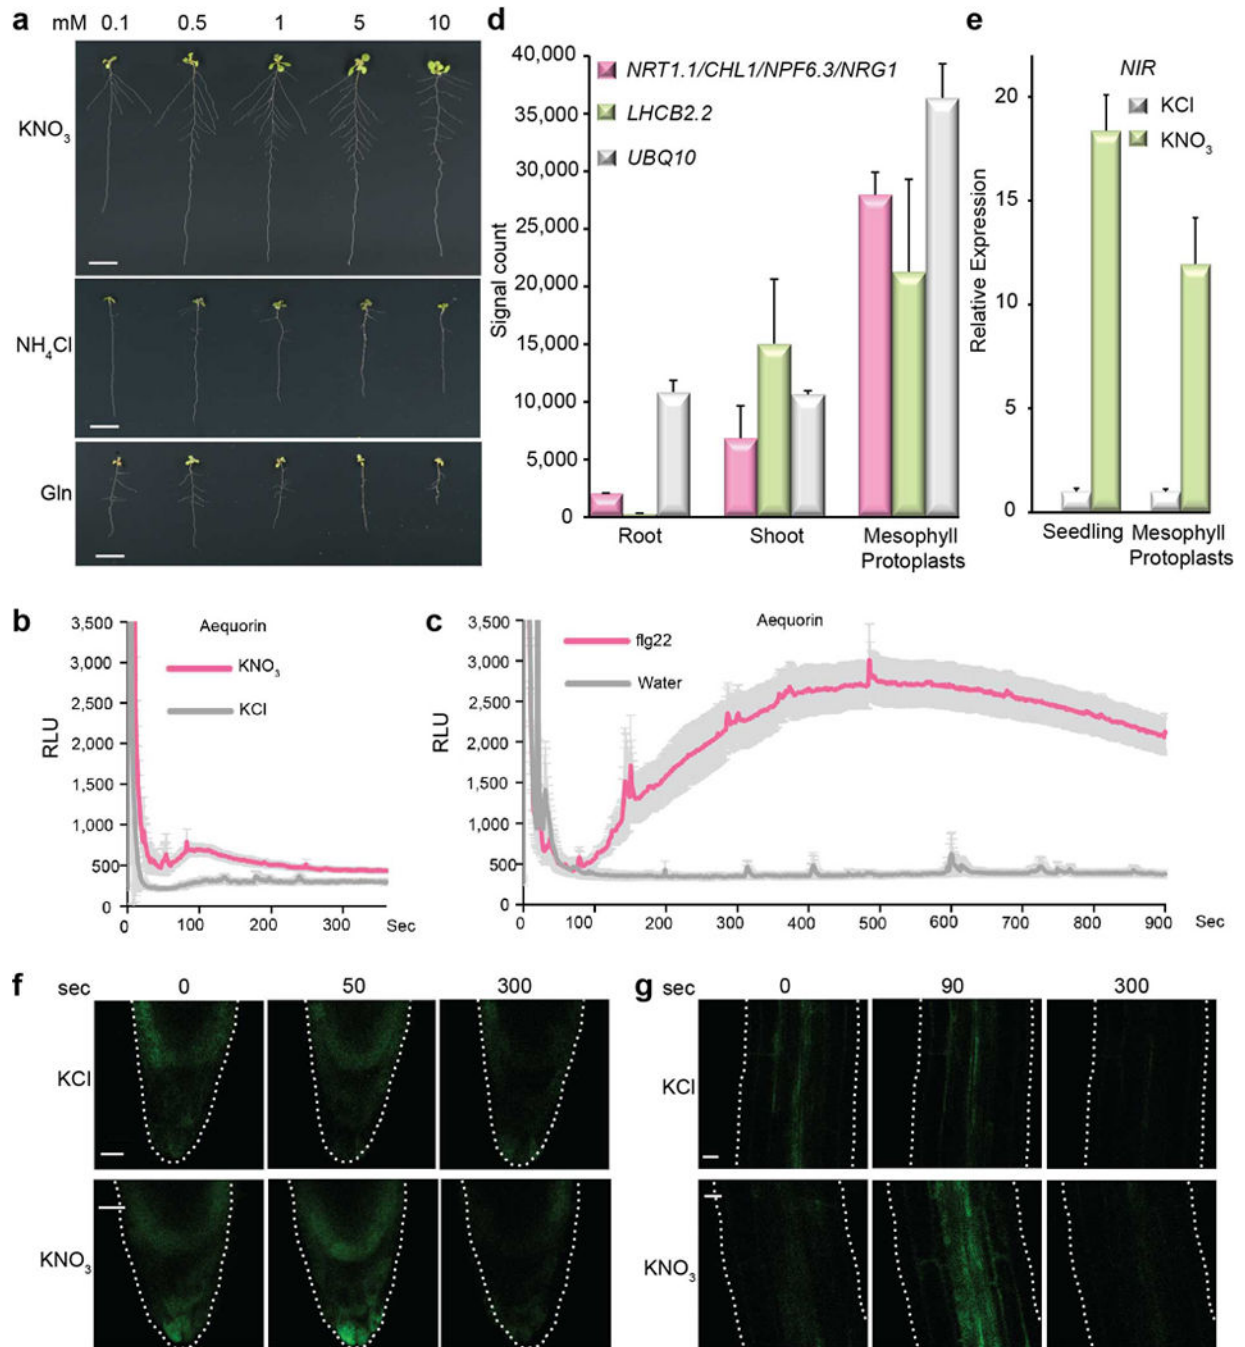 a mM 0.1 0.5 1 5 10
KNO3
NH4Cl
Gln
d
40,000
35,000
30,000
25,000
20,000
15,000
10,000
5,000
0
Signal count
NRT1.1/CHL1/NPF6.3/NRG1
LHCB2.2
UBQ10
Root Shoot Mesophyll
Protoplasts
e
20
15
10
5
0
Relative Expression
NIR
KCl
KNO3
Seedling Mesophyll
Protoplasts
b
3,500
3,000
2,500
2,000
1,500
1,000
500
0
RLU
Aequorin
KNO3
KCl
0 100 200 300 Sec
c
3,500
3,000
2,500
2,000
1,500
1,000
500
0
RLU
Aequorin
flg22
Water
0 100 200 300 400 500 600 700 800 900 Sec
f sec 0 50 300
KCl
KNO3
g sec 0 90 300
KCl
KNO3